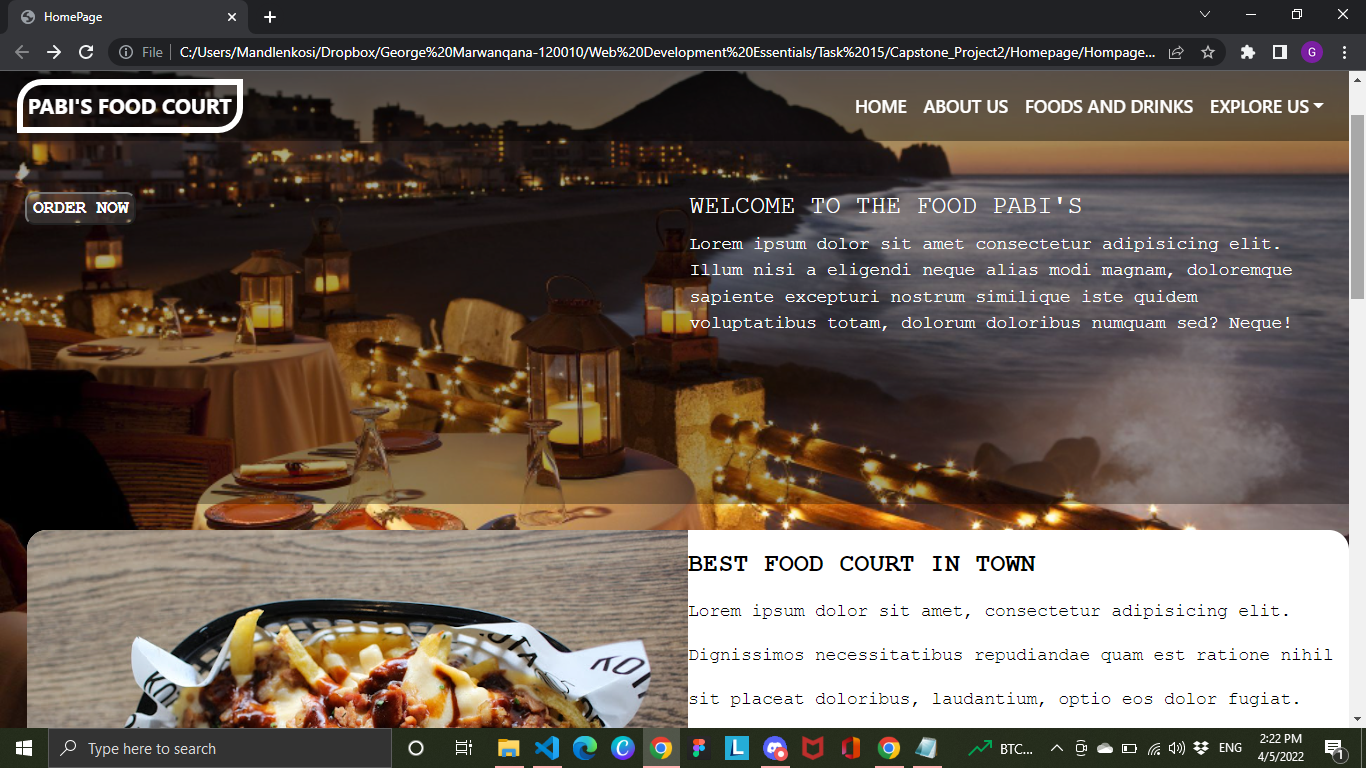 HomePage
File
C:/Users/Mandlenkosi/Dropbox/George%20Marwanqana-120010/Web%20Development%20Essentials/Task%2015/Capstone_Project2/Homepage/Hompage...
G
PABI'S FOOD COURT
HOME
ABOUT US
FOODS AND DRINKS
EXPLORE US
ORDER NOW
WELCOME TO THE FOOD PABI'S
Lorem ipsum dolor sit amet consectetur adipisicing elit.
Illum nisi a eligendi neque alias modi magnam, doloremque
sapiente excepturi nostrum similique iste quidem
voluptatibus totam, dolorum doloribus numquam sed? Neque!
BEST FOOD COURT IN TOWN
Lorem ipsum dolor sit amet, consectetur adipisicing elit.
Dignissimos necessitatibus repudiandae quam est ratione nihil
sit placeat doloribus, laudantium, optio eos dolor fugiat.
Type here to search
L
BTC...
ENG
2:22 PM
4/5/2022
1